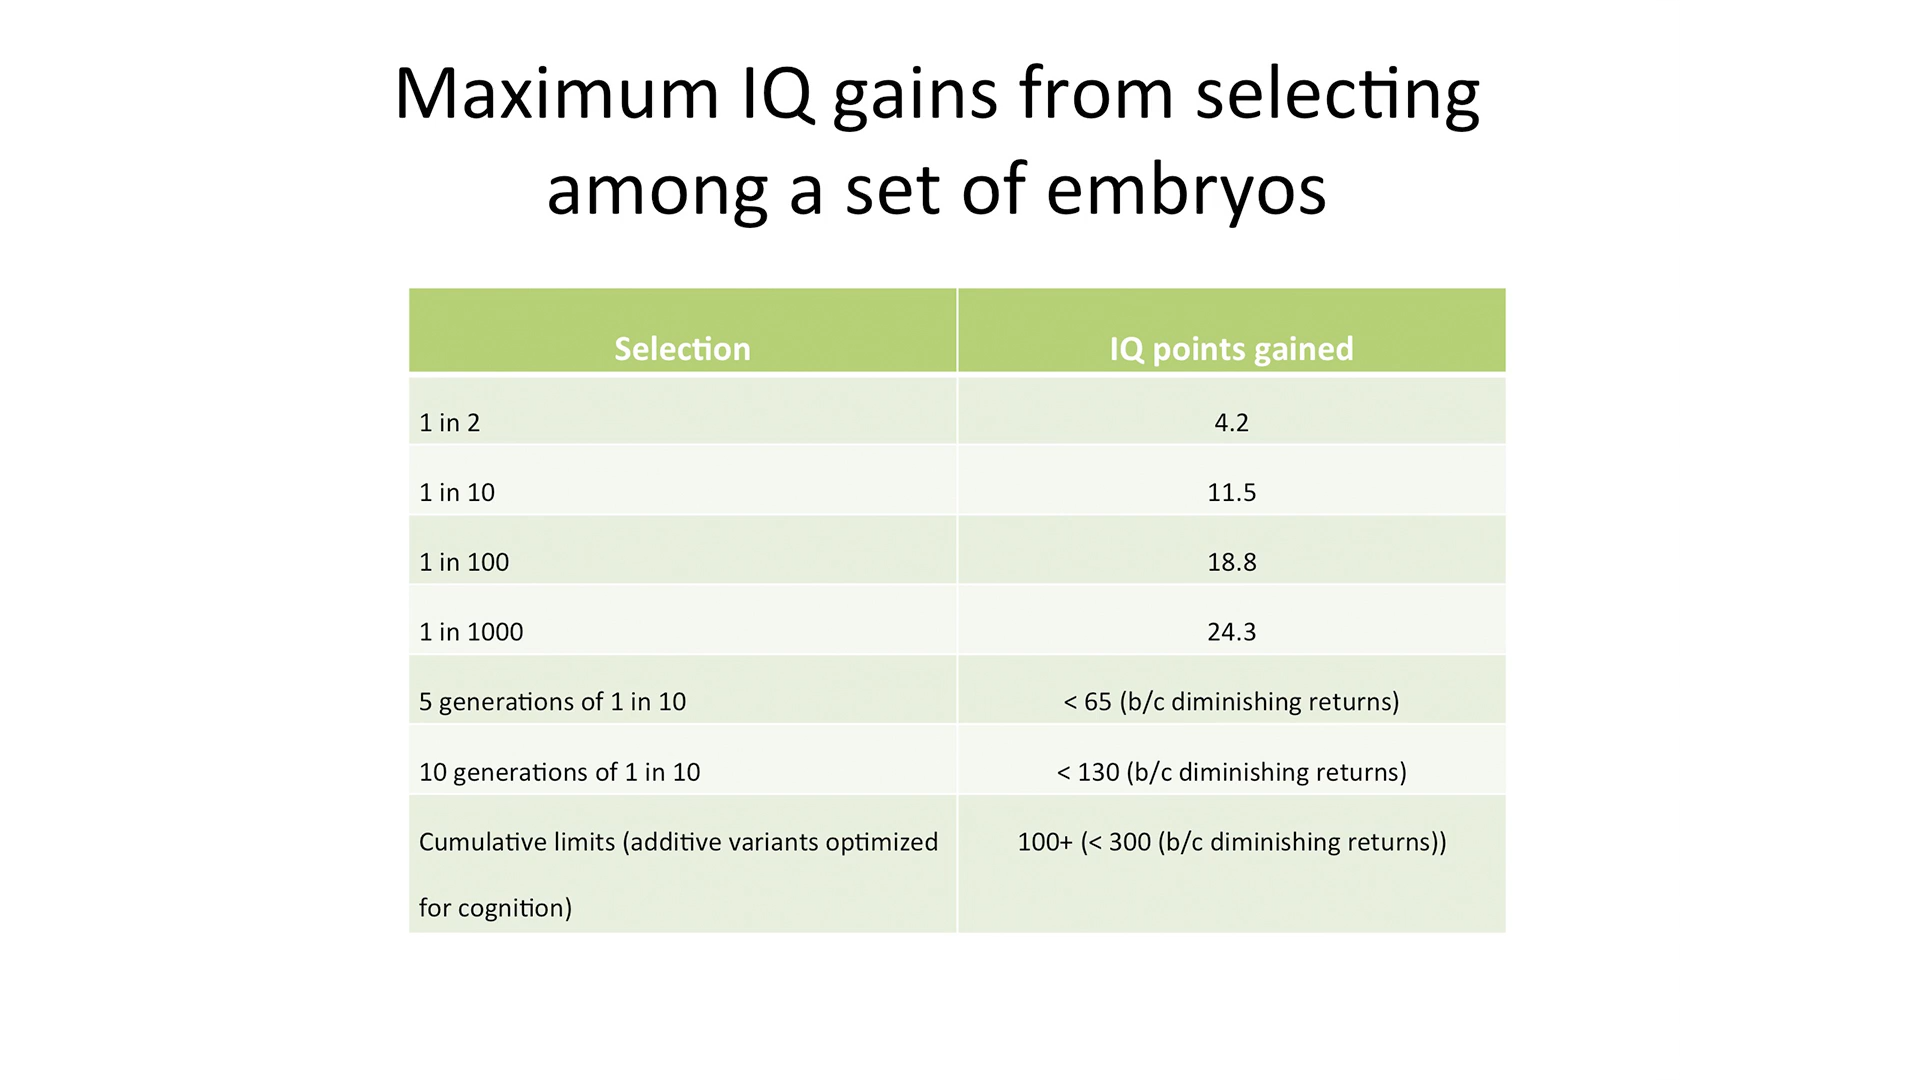 Maximum IQ gains from selecting
among a set of embryos
Selection IQ points gained
1 in 2 4.2
1 in 10 11.5
1 in 100 18.8
1 in 1000 24.3
5 generations of 1 in 10 < 65 (b/c diminishing returns)
10 generations of 1 in 10 < 130 (b/c diminishing returns)
Cumulative limits (additive variants optimized 100+ (< 300 (b/c diminishing returns))
for cognition)